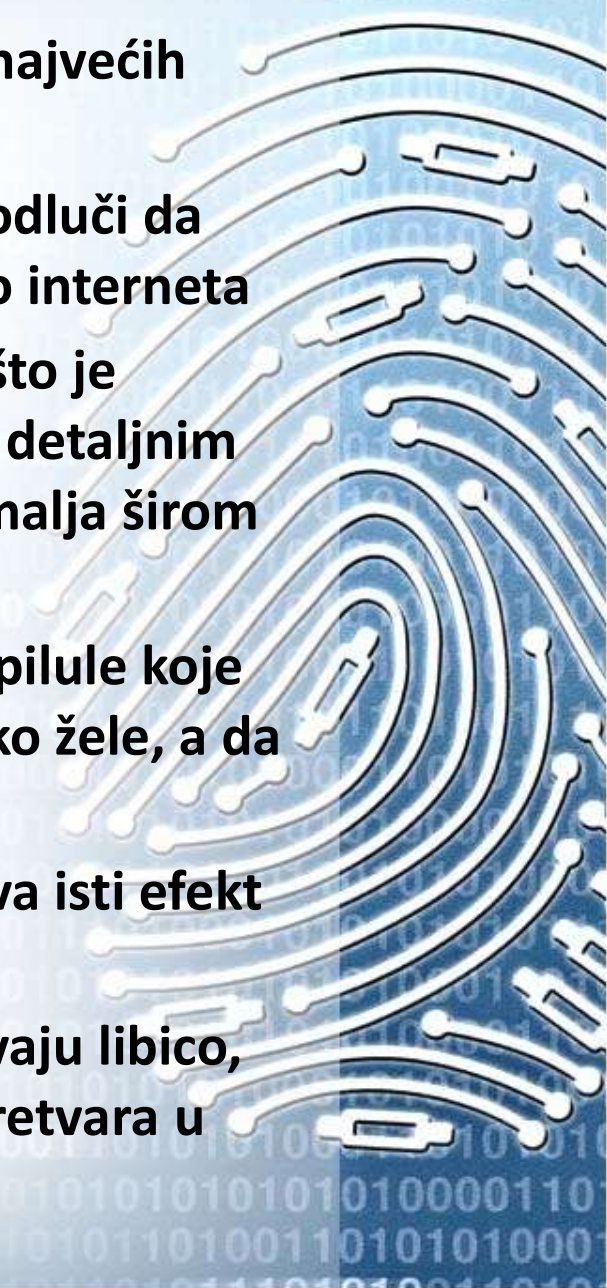 najvećih
odluči da
o interneta
što je
detaljnim
malja širom
pilule koje
ko žele, a da
va isti efekt
vaju libico,
retvara u